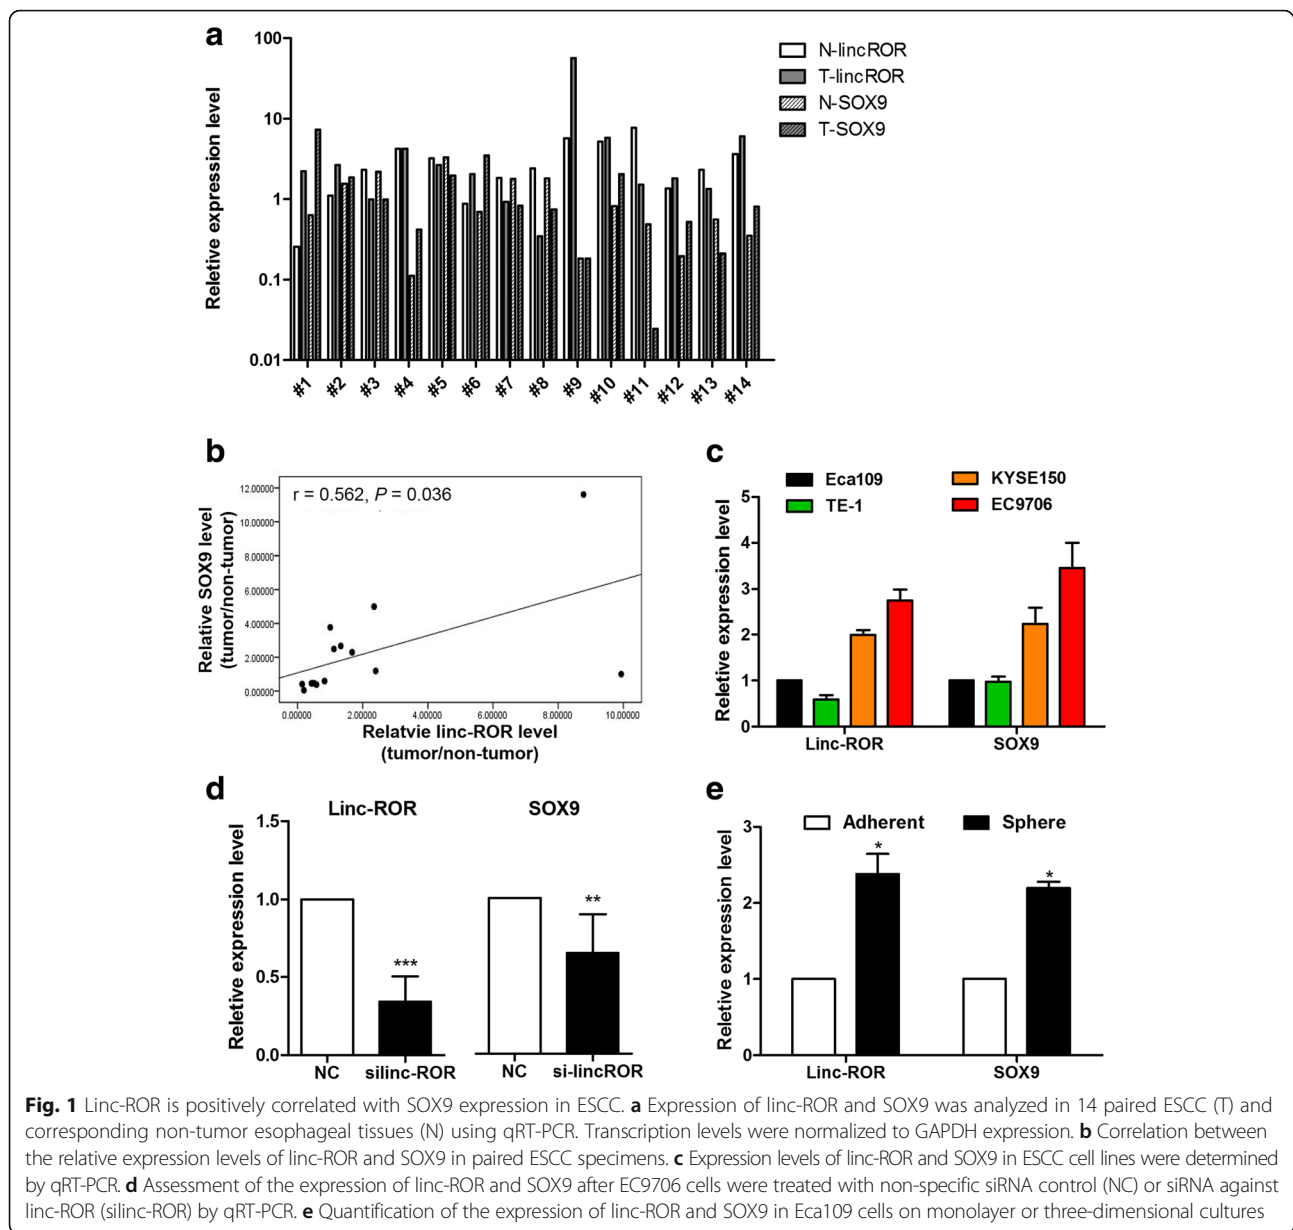 a
100
10
1
0.1
0.01
Reletive expression level
N-lincROR
T-lincROR
N-SOX9
T-SOX9
#1 #2 #3 #4 #5 #6 #7 #8 #9 #10 #11 #12 #13 #14
b
r = 0.562, P = 0.036
12.00000
10.00000
8.00000
6.00000
4.00000
2.00000
0.00000
Relative SOX9 level
(tumor/non-tumor)
0.00000 2.00000 4.00000 6.00000 8.00000 10.00000
Relatvie linc-ROR level
(tumor/non-tumor)
c
Eca109 KYSE150
TE-1 EC9706
5
4
3
2
1
0
Reletive expression level
Linc-ROR SOX9
d
Linc-ROR SOX9
1.5
1.0
0.5
0.0
Reletive expression level
*** **
NC silinc-ROR NC si-lincROR
e
Adherent Sphere
3
2
1
0
Reletive expression level
* *
Linc-ROR SOX9
Fig. 1 Linc-ROR is positively correlated with SOX9 expression in ESCC. a Expression of linc-ROR and SOX9 was analyzed in 14 paired ESCC (T) and
corresponding non-tumor esophageal tissues (N) using qRT-PCR. Transcription levels were normalized to GAPDH expression. b Correlation between
the relative expression levels of linc-ROR and SOX9 in paired ESCC specimens. c Expression levels of linc-ROR and SOX9 in ESCC cell lines were determined
by qRT-PCR. d Assessment of the expression of linc-ROR and SOX9 after EC9706 cells were treated with non-specific siRNA control (NC) or siRNA against
linc-ROR (silinc-ROR) by qRT-PCR. e Quantification of the expression of linc-ROR and SOX9 in Eca109 cells on monolayer or three-dimensional cultures